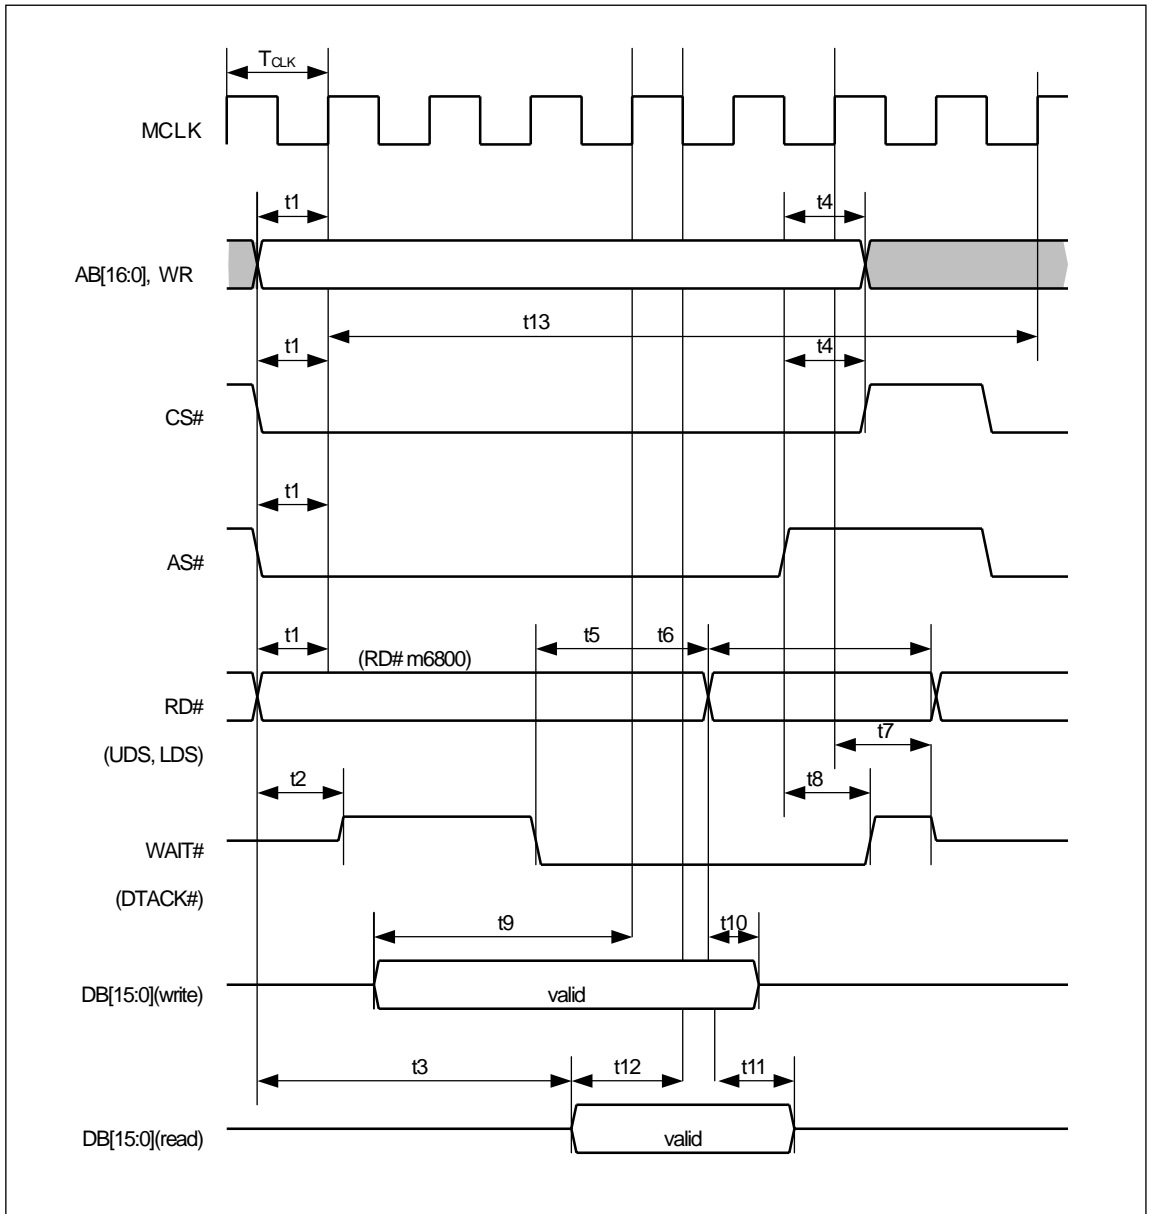 TCLK
MCLK
t1
t4
AB[16:0], WR
t13
t1
t4
CS#
t1
AS#
t1
t5
t6
(RD# m6800)
RD#
t7
(UDS, LDS)
t2
t8
WAIT#
(DTACK#)
t9
t10
DB[15:0](write)
valid
t3
t12
t11
DB[15:0](read)
valid